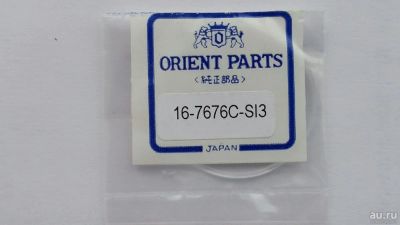 ORIENT PARTS
〈純正部品〉
16-7676C-SI3
JAPAN
au.ru